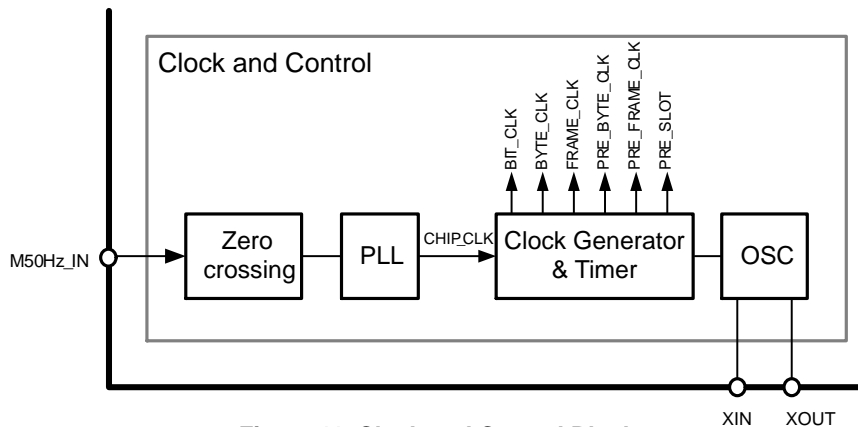 Clock and Control
BIT_CLK
BYTE_CLK
FRAME_CLK
PRE_BYTE_CLK
PRE_FRAME_CLK
PRE_SLOT
M50Hz_IN
Zero
crossing
PLL
CHIP_CLK
Clock Generator
& Timer
OSC
XIN
XOUT